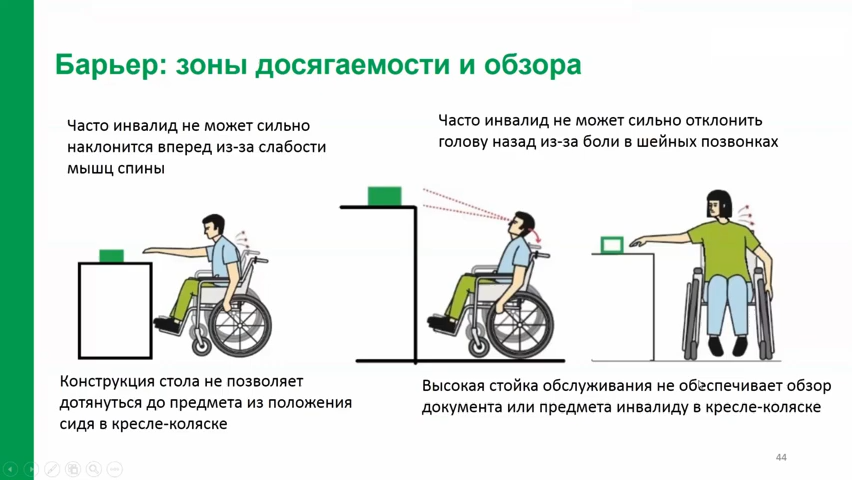 Барьер: зоны досягаемости и обзора
Часто инвалид не может сильно
наклонится вперед из-за слабости
мышц спины
Часто инвалид не может сильно отклонить
голову назад из-за боли в шейных позвонках
Конструкция стола не позволяет
дотянуться до предмета из положения
сидя в кресле-коляске
Высокая стойка обслуживания не обеспечивает обзор
документа или предмета инвалиду в кресле-коляске
44